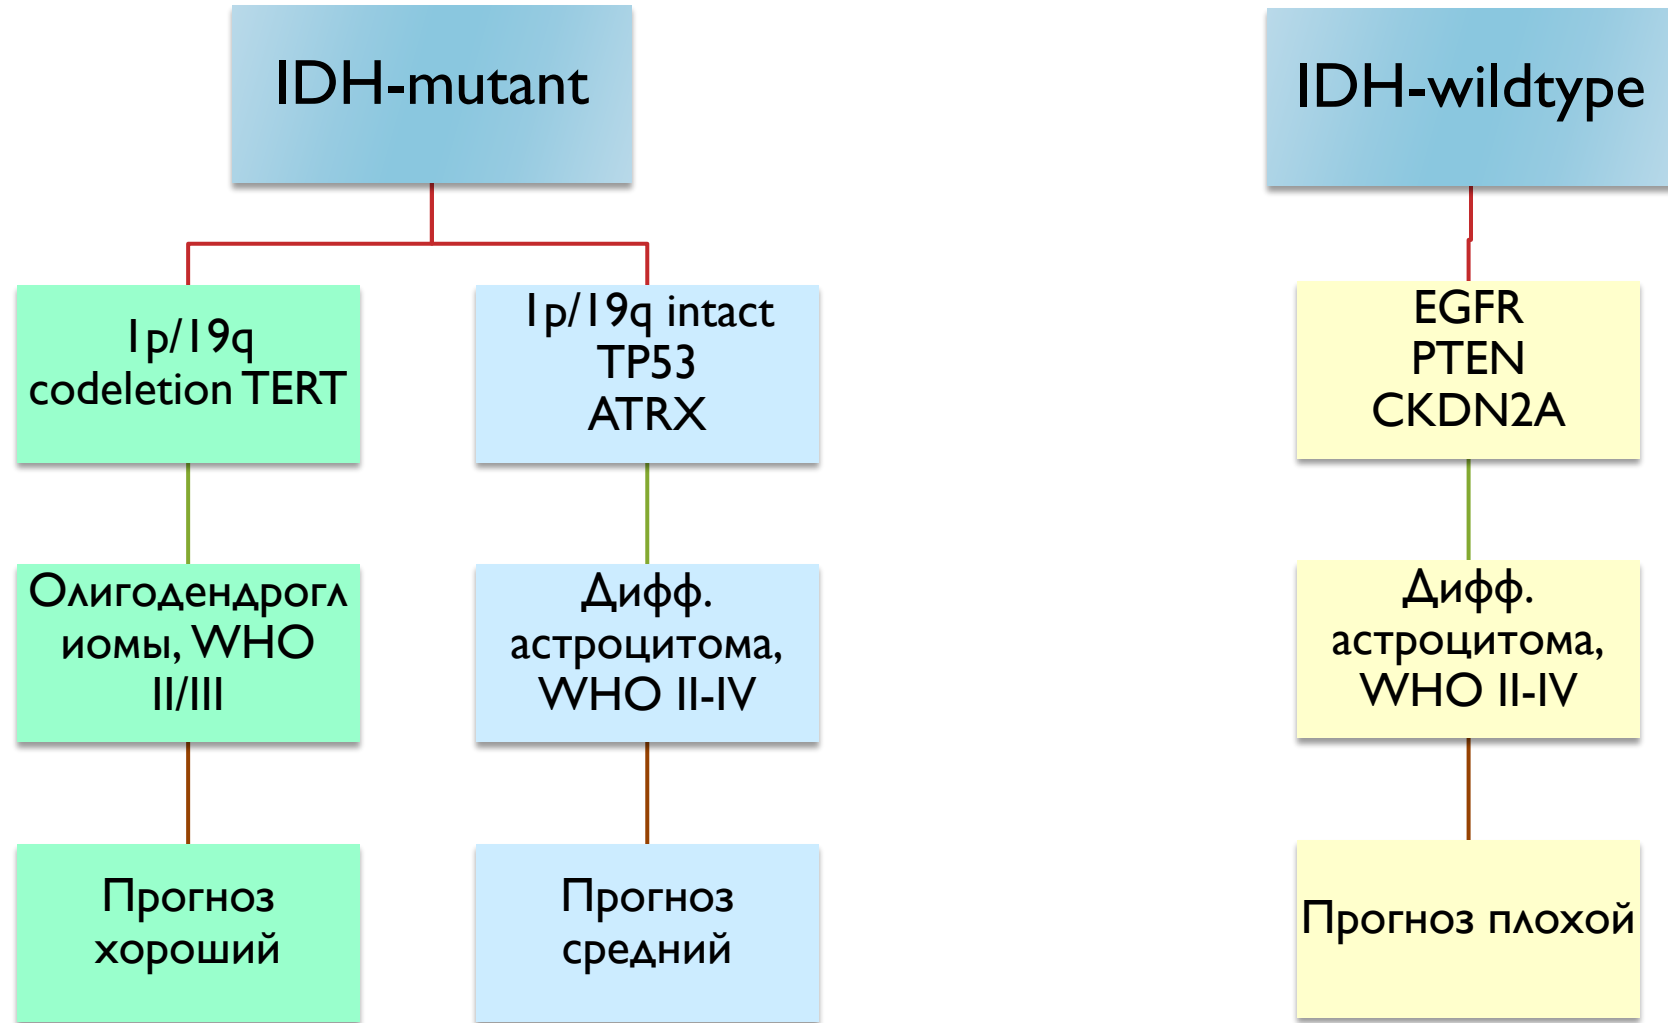 IDH-mutant
1p/19q
codeletion TERT
Олигодендрогл
иомы, WHO
II/III
Прогноз
хороший
1p/19q intact
TP53
ATRX
Дифф.
астроцитома,
WHO II-IV
Прогноз
средний
IDH-wildtype
EGFR
PTEN
CKDN2A
Дифф.
астроцитома,
WHO II-IV
Прогноз плохой